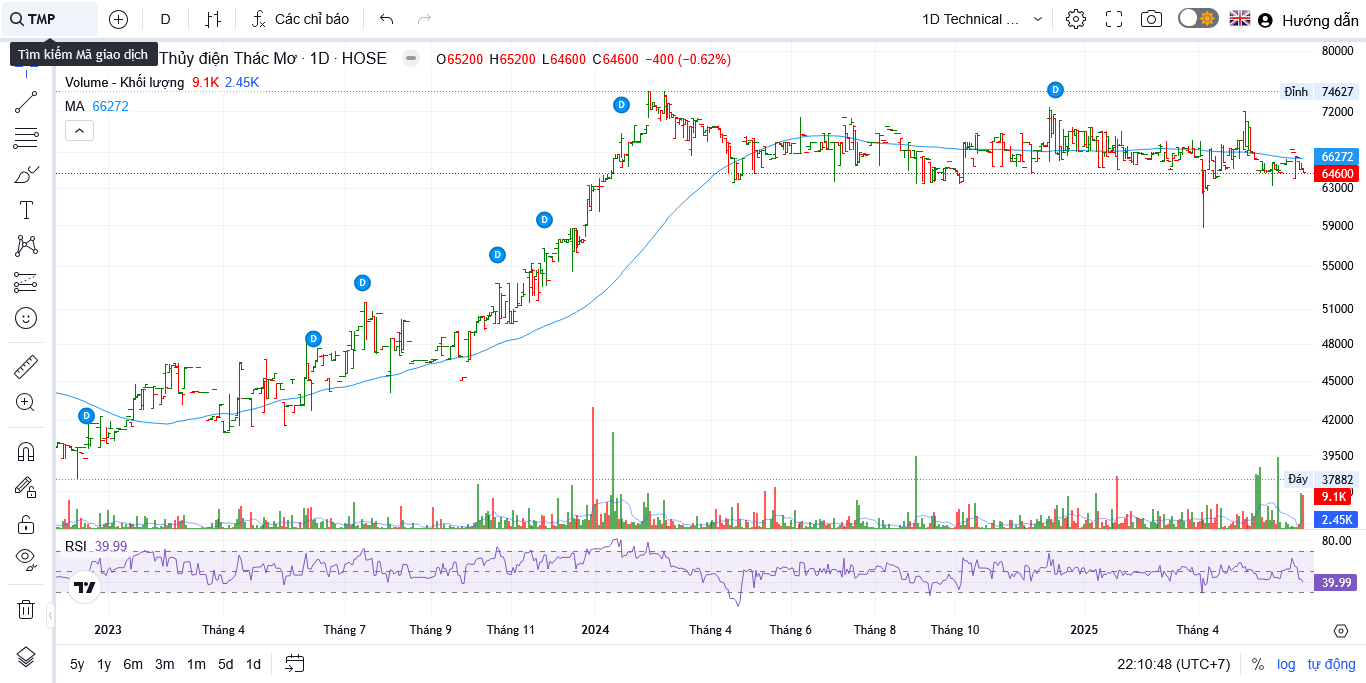 TMP
D
Các chỉ báo
1D Technical ...
Hướng dẫn
Tìm kiếm Mã giao dịch
Thủy điện Thác Mơ · 1D · HOSE
O65200 H65200 L64600 C64600 −400 (−0.62%)
Volume - Khối lượng 9.1K 2.45K
MA 66272
80000
Đỉnh 74627
72000
66272
64600
63000
59000
55000
51000
48000
45000
42000
39500
Đáy 37882
9.1K
2.45K
D
D
D
D
D
D
D
RSI 39.99
80.00
39.99
2023 Tháng 4 Tháng 7 Tháng 9 Tháng 11 2024 Tháng 4 Tháng 6 Tháng 8 Tháng 10 2025 Tháng 4
5y 1y 6m 3m 1m 5d 1d
22:10:48 (UTC+7) % log tự động